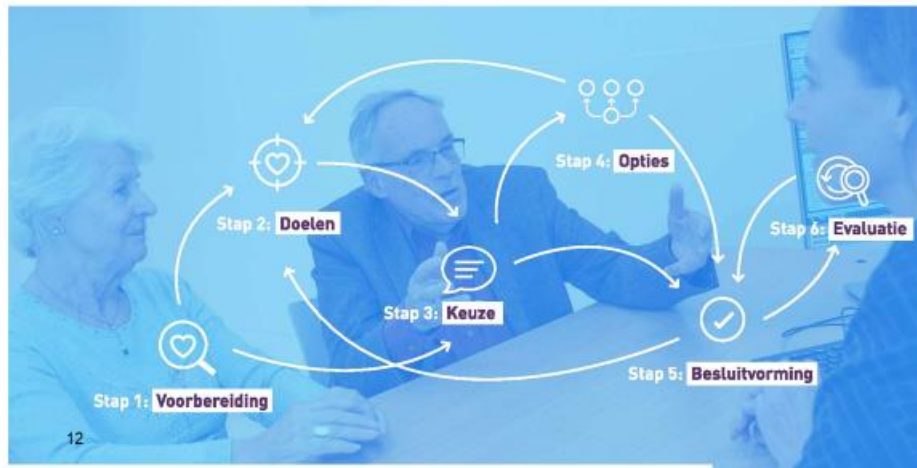 Stap 4: Opties
Stap 2: Doelen
Stap 6: Evaluatie
Stap 3: Keuze
Stap 5: Besluitvorming
Stap 1: Voorbereiding
12